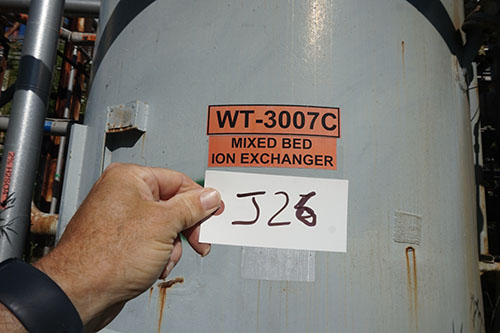 WT-3007C
MIXED BED
ION EXCHANGER
J26